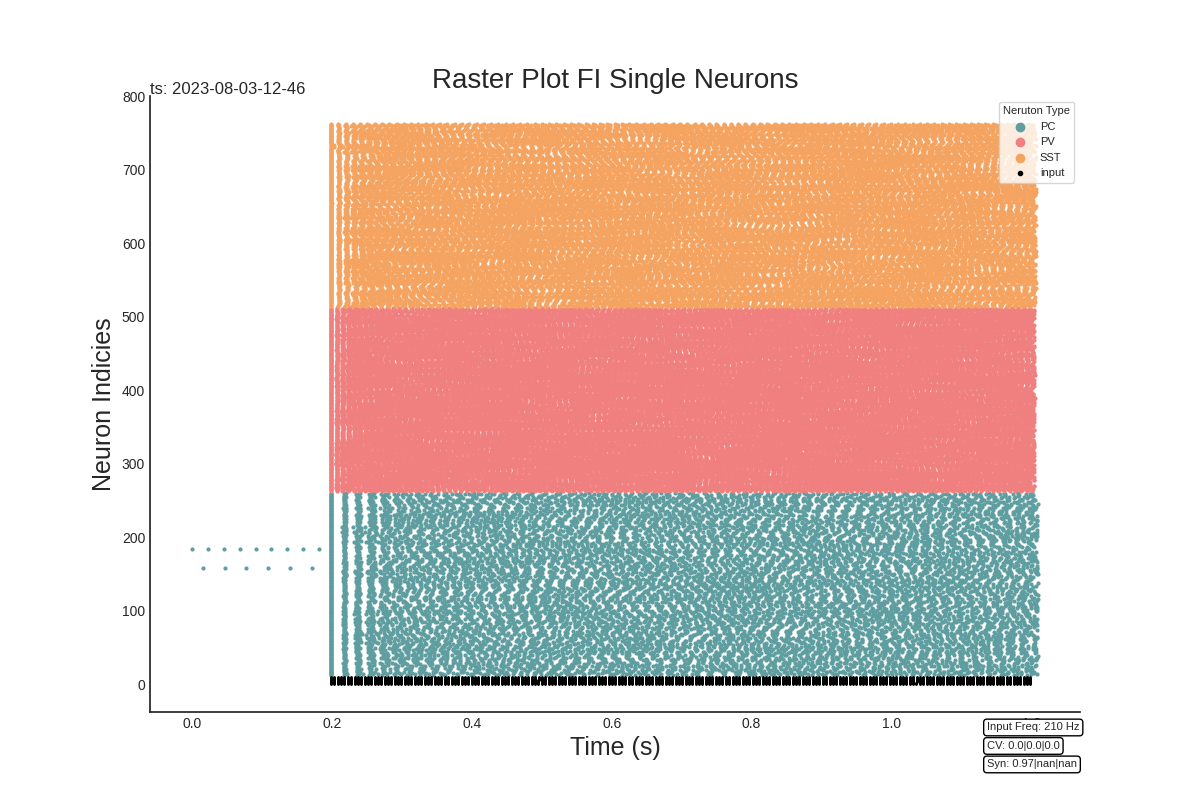 Raster Plot FI Single Neurons
ts: 2023-08-03-12-46
Neruton Type
PC
PV
SST
input
Neuron Indicies
800
700
600
500
400
300
200
100
0
0.0 0.2 0.4 0.6 0.8 1.0
Time (s)
Input Freq: 210 Hz
CV: 0.0|0.0|0.0
Syn: 0.97|nan|nan